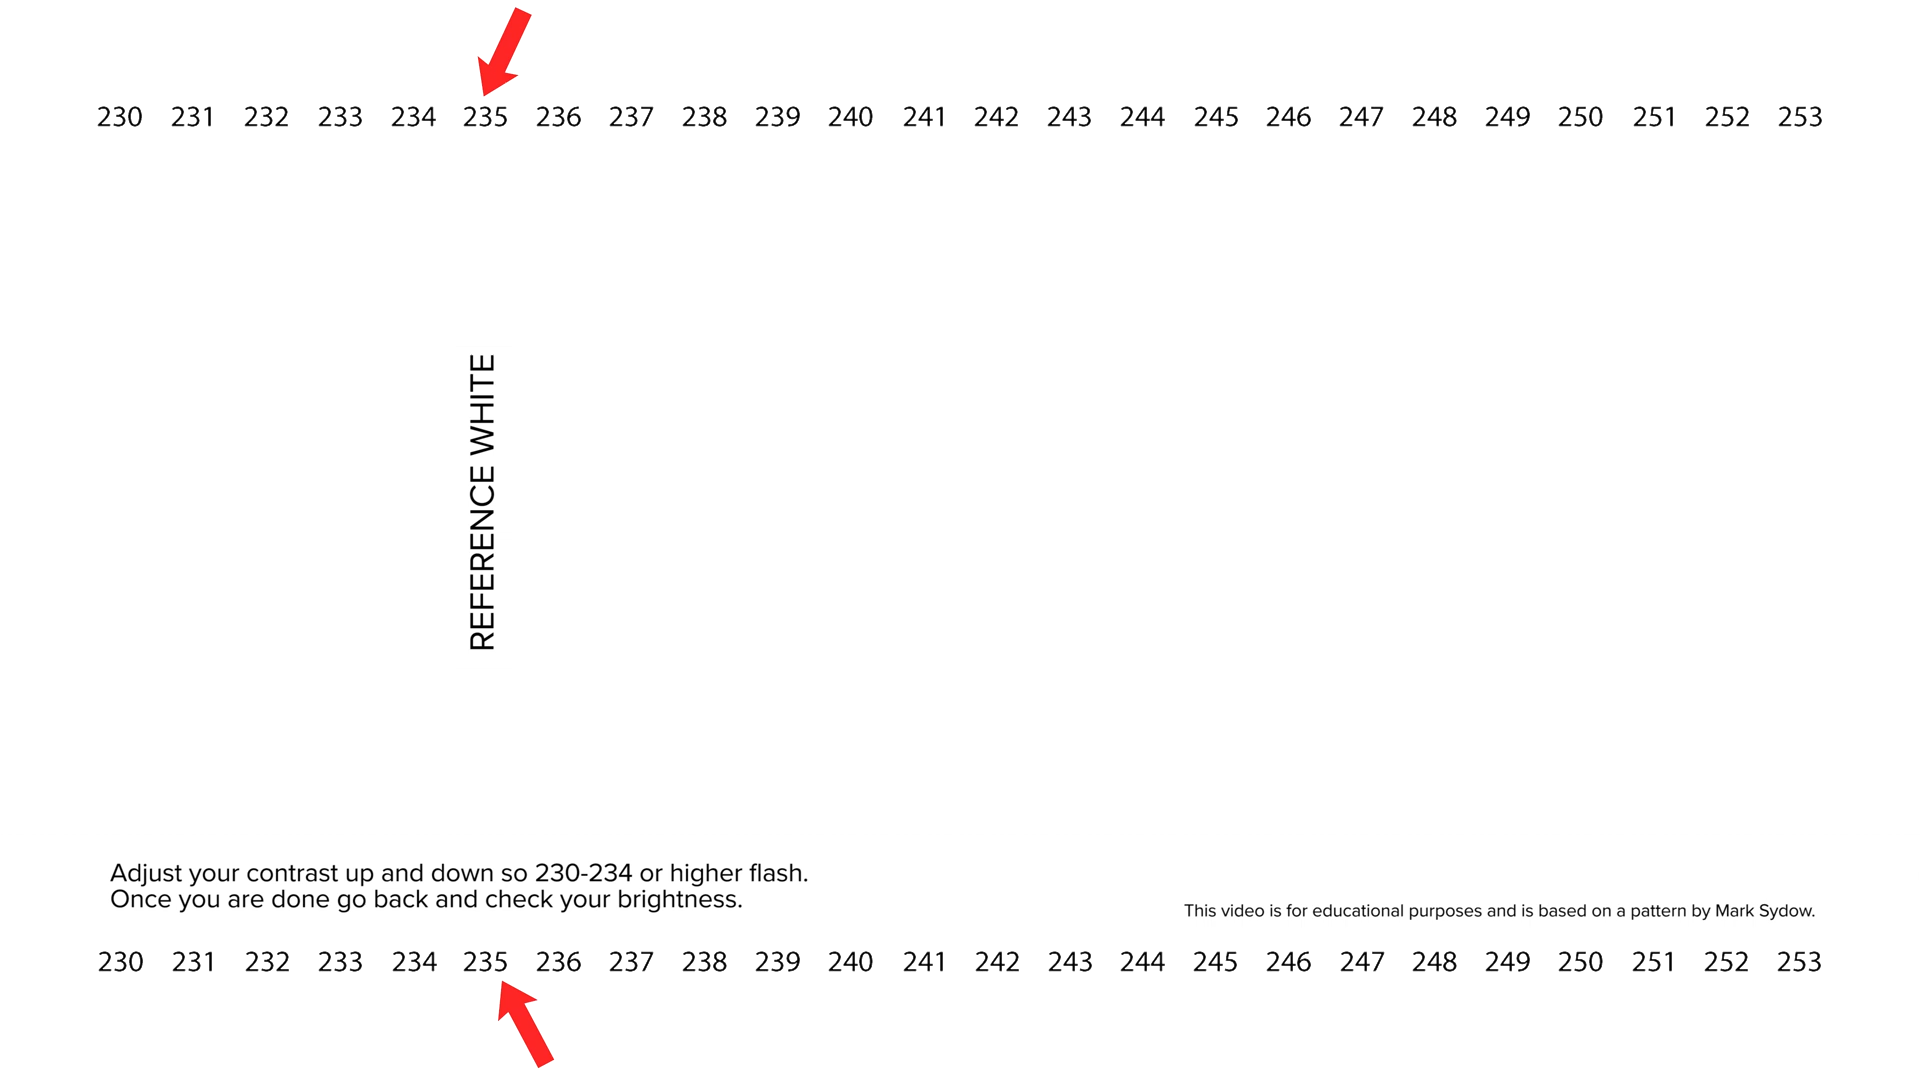 230 231 232 233 234 235 236 237 238 239 240 241 242 243 244 245 246 247 248 249 250 251 252 253
REFERENCE WHITE
Adjust your contrast up and down so 230-234 or higher flash.
Once you are done go back and check your brightness.
This video is for educational purposes and is based on a pattern by Mark Sydow.
230 231 232 233 234 235 236 237 238 239 240 241 242 243 244 245 246 247 248 249 250 251 252 253